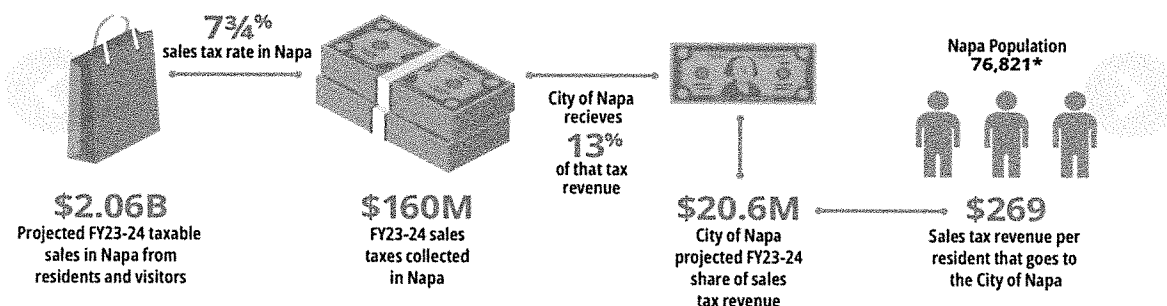 7¾%
sales tax rate in Napa
$2.06B
Projected FY23-24 taxable
sales in Napa from
residents and visitors
$160M
FY23-24 sales
taxes collected
in Napa
City of Napa
recieves
13%
of that tax
revenue
$20.6M
City of Napa
projected FY23-24
share of sales
tax revenue
Napa Population
76,821*
$269
Sales tax revenue per
resident that goes to
the City of Napa